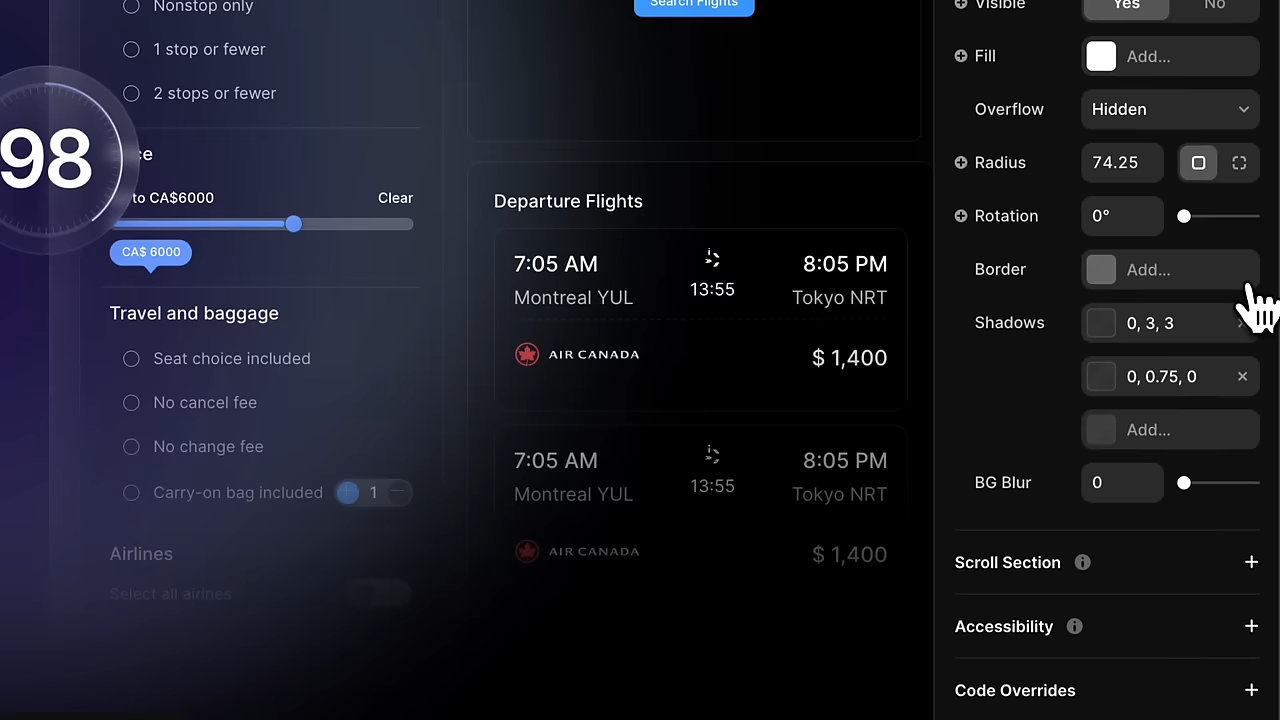 Nonstop only
1 stop or fewer
2 stops or fewer
98
ce
to CA$6000
Clear
CA$ 6000
Travel and baggage
Seat choice included
No cancel fee
No change fee
Carry-on bag included
1
Airlines
Select all airlines
Search Flights
Departure Flights
7:05 AM
8:05 PM
13:55
Montreal YUL
Tokyo NRT
AIR CANADA
$ 1,400
7:05 AM
8:05 PM
13:55
Montreal YUL
Tokyo NRT
AIR CANADA
$ 1,400
Visible
Yes
No
Fill
Add...
Overflow
Hidden
Radius
74.25
Rotation
0°
Border
Add...
Shadows
0, 3, 3
0, 0.75, 0
Add...
BG Blur
0
Scroll Section
Accessibility
Code Overrides